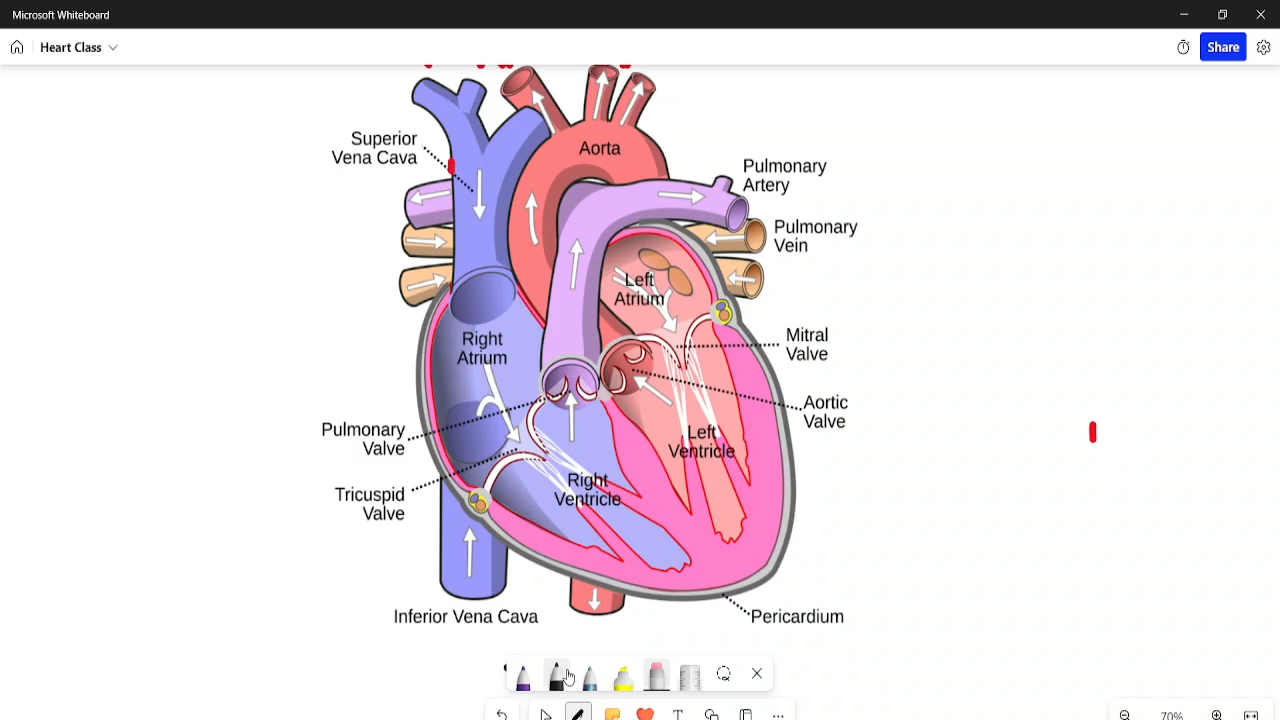 Microsoft Whiteboard
Heart Class
Share
Superior
Vena Cava
Aorta
Pulmonary
Artery
Pulmonary
Vein
Left
Atrium
Right
Atrium
Mitral
Valve
Aortic
Valve
Pulmonary
Valve
Left
Ventricle
Tricuspid
Valve
Right
Ventricle
Inferior Vena Cava
Pericardium
70%